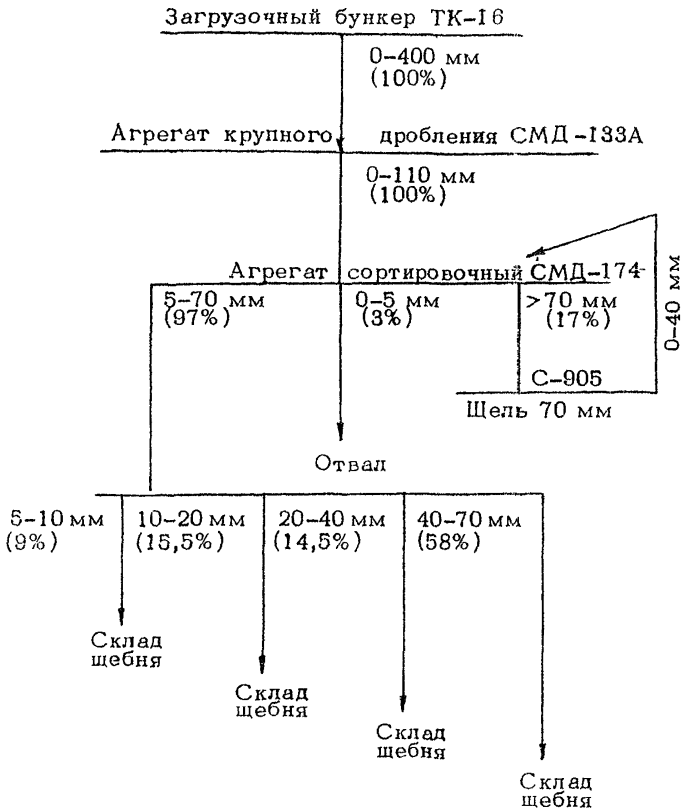 Загрузочный бункер ТК-16
0-400 мм
(100%)
Агрегат крупного дробления СМД-133А
0-110 мм
(100%)
Агрегат сортировочный СМД-174
5-70 мм
(97%)
0-5 мм
(3%)
>70 мм
(17%)
0-40 мм
С-905
Щель 70 мм
Отвал
5-10 мм
(9%)
10-20 мм
(15,5%)
20-40 мм
(14,5%)
40-70 мм
(58%)
Склад
щебня
Склад
щебня
Склад
щебня
Склад
щебня